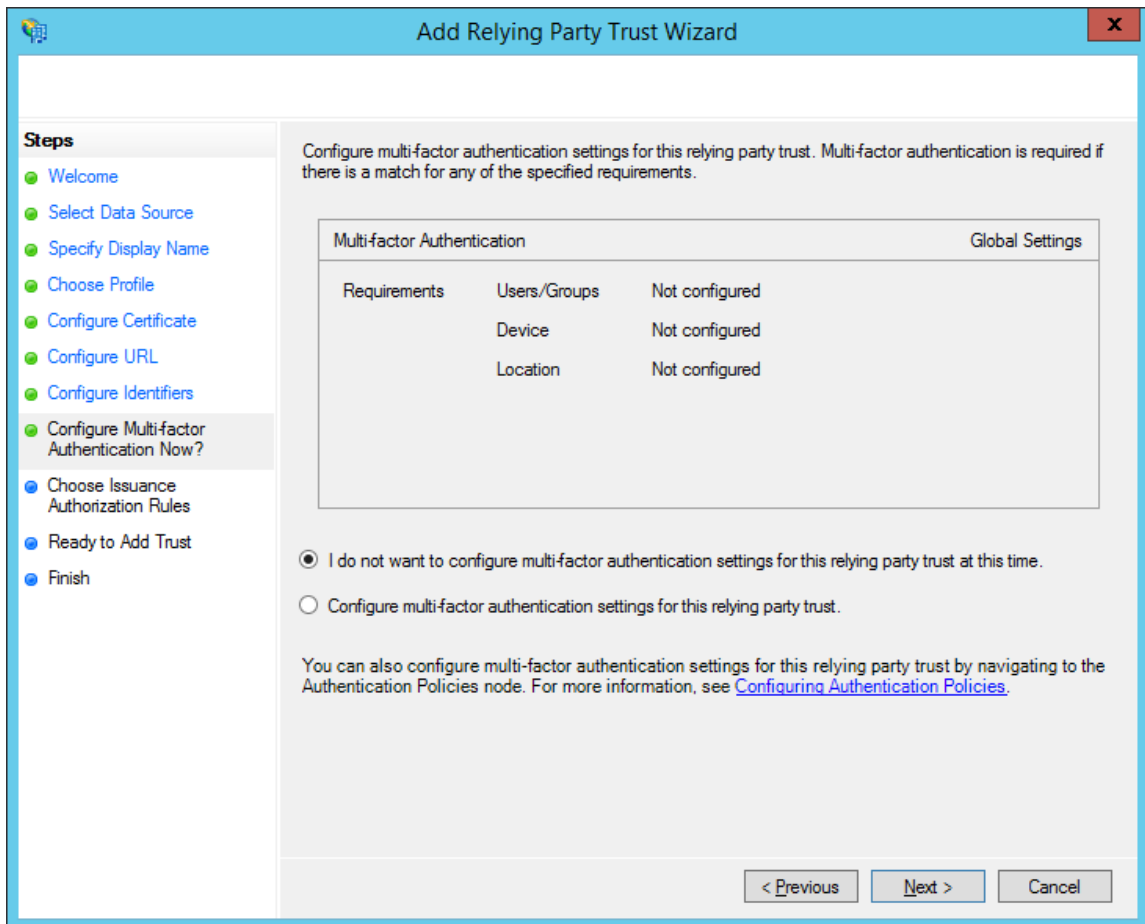 Add Relying Party Trust Wizard
x
Steps
Welcome
Select Data Source
Specify Display Name
Choose Profile
Configure Certificate
Configure URL
Configure Identifiers
Configure Multi-factor
Authentication Now?
Choose Issuance
Authorization Rules
Ready to Add Trust
Finish
Configure multi-factor authentication settings for this relying party trust. Multi-factor authentication is required if
there is a match for any of the specified requirements.
Multi-factor Authentication Global Settings
Requirements Users/Groups Not configured
Device Not configured
Location Not configured
I do not want to configure multi-factor authentication settings for this relying party trust at this time.
Configure multi-factor authentication settings for this relying party trust.
You can also configure multi-factor authentication settings for this relying party trust by navigating to the
Authentication Policies node. For more information, see Configuring Authentication Policies.
< Previous Next > Cancel